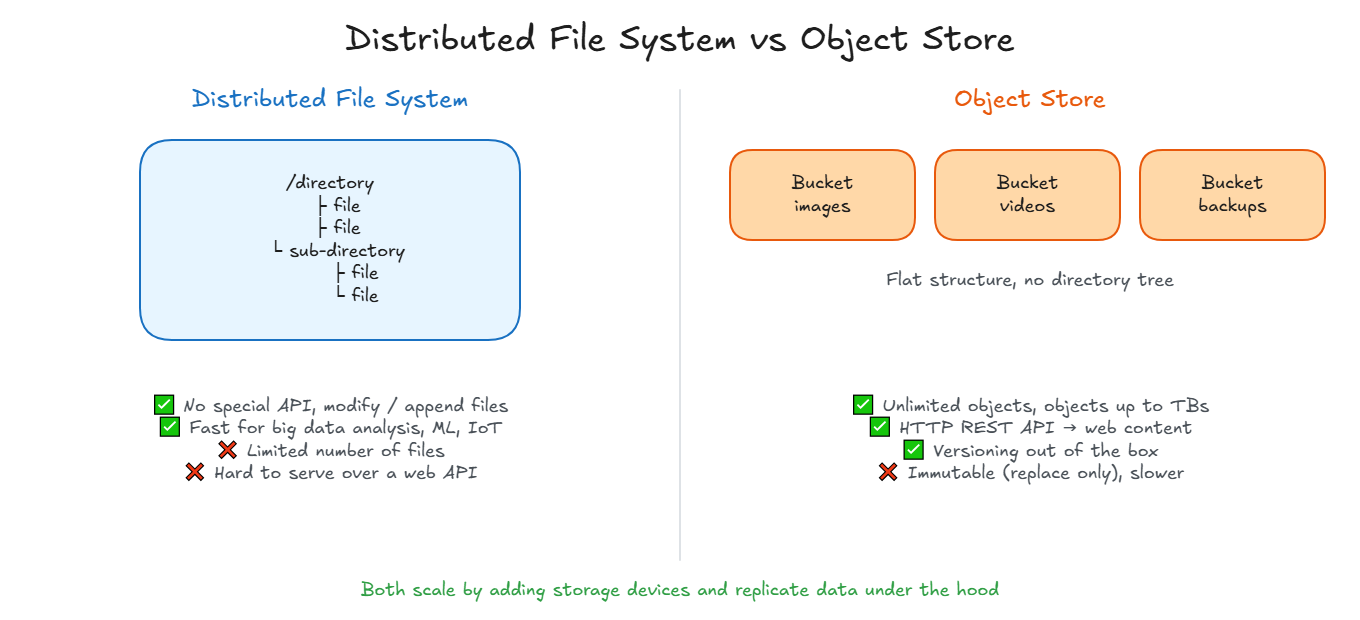 Distributed File System vs Object Store
Distributed File System
/directory
├ file
├ file
└ sub-directory
├ file
└ file
✅ No special API, modify / append files
✅ Fast for big data analysis, ML, IoT
❌ Limited number of files
❌ Hard to serve over a web API
Object Store
Bucket
images
Bucket
videos
Bucket
backups
Flat structure, no directory tree
✅ Unlimited objects, objects up to TBs
✅ HTTP REST API → web content
✅ Versioning out of the box
❌ Immutable (replace only), slower
Both scale by adding storage devices and replicate data under the hood